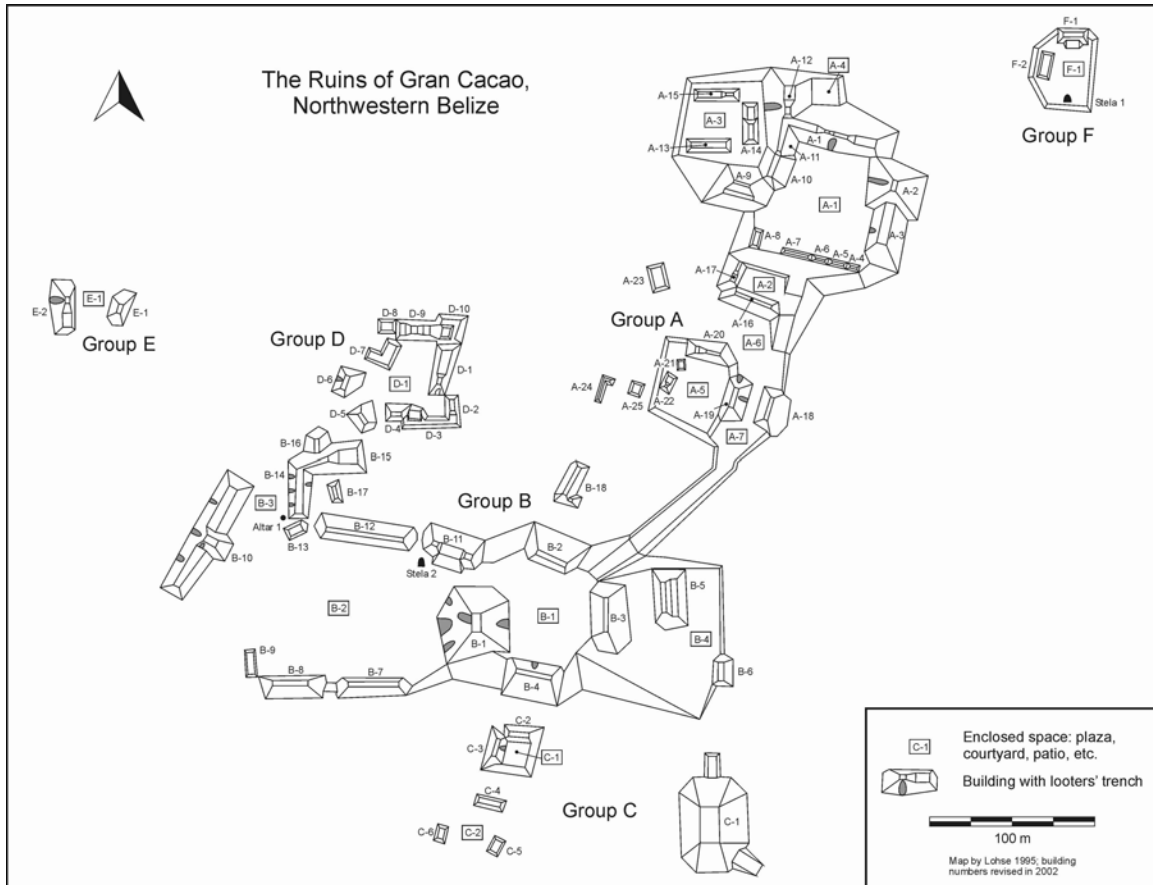 The Ruins of Gran Cacao,
Northwestern Belize
F-1
F-2
F-1
Stela 1
Group F
A-12
A-4
A-15
A-3
A-13
A-14
A-1
A-11
A-9
A-10
A-2
A-1
A-3
A-8
A-7
A-6
A-5
A-4
A-17
A-2
A-23
A-16
Group A
A-20
A-6
A-21
A-24
A-25
A-22
A-5
A-19
A-18
A-7
E-2
E-1
E-1
Group E
D-8
D-9
D-10
Group D
D-7
D-1
D-6
D-1
D-5
D-4
D-3
D-2
B-16
B-15
B-14
B-17
B-3
Altar 1
B-13
B-12
B-10
Group B
B-18
B-11
B-2
Stela 2
B-5
B-2
B-1
B-3
B-1
B-4
B-6
B-9
B-8
B-7
B-4
C-2
C-3
C-1
C-4
Group C
C-6
C-2
C-5
C-1
C-1
Enclosed space: plaza,
courtyard, patio, etc.
Building with looters' trench
100 m
Map by Lohse 1995; building
numbers revised in 2002